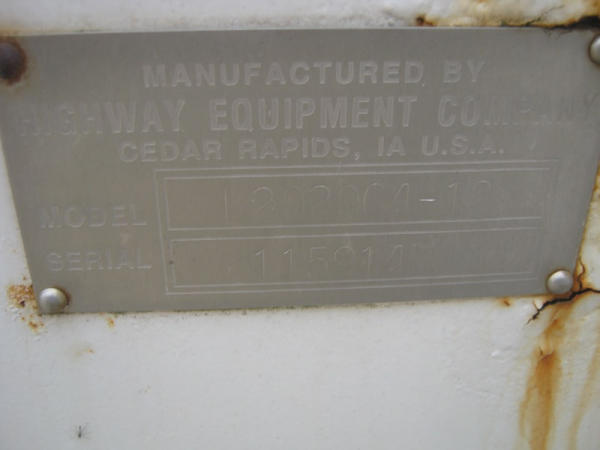 MANUFACTURED BY
HIGHWAY EQUIPMENT COMPANY
CEDAR RAPIDS, IA U.S.A.
MODEL
SERIAL